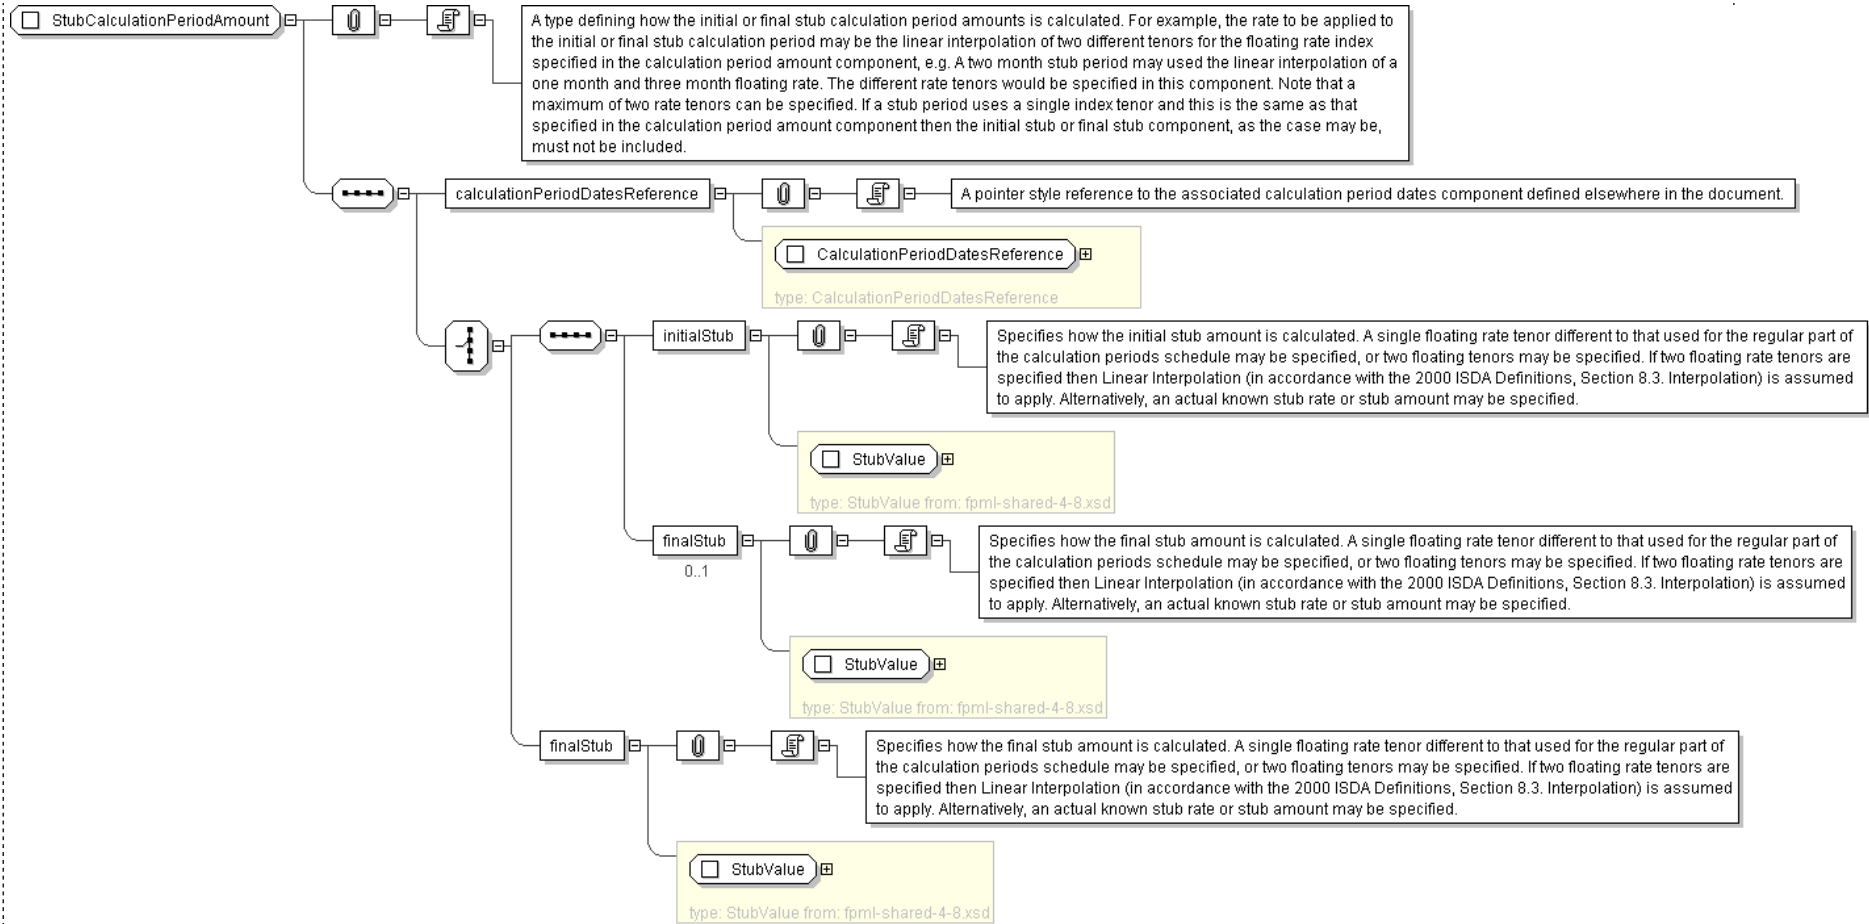 StubCalculationPeriodAmount
A type defining how the initial or final stub calculation period amounts is calculated. For example, the rate to be applied to
the initial or final stub calculation period may be the linear interpolation of two different tenors for the floating rate index
specified in the calculation period amount component, e.g. A two month stub period may used the linear interpolation of a
one month and three month floating rate. The different rate tenors would be specified in this component. Note that a
maximum of two rate tenors can be specified. If a stub period uses a single index tenor and this is the same as that
specified in the calculation period amount component then the initial stub or final stub component, as the case may be,
must not be included.
calculationPeriodDatesReference
A pointer style reference to the associated calculation period dates component defined elsewhere in the document.
CalculationPeriodDatesReference
type: CalculationPeriodDatesReference
initialStub
Specifies how the initial stub amount is calculated. A single floating rate tenor different to that used for the regular part of
the calculation periods schedule may be specified, or two floating tenors may be specified. If two floating rate tenors are
specified then Linear Interpolation (in accordance with the 2000 ISDA Definitions, Section 8.3. Interpolation) is assumed
to apply. Alternatively, an actual known stub rate or stub amount may be specified.
StubValue
type: StubValue from: fpml-shared-4-8.xsd
finalStub
0..1
Specifies how the final stub amount is calculated. A single floating rate tenor different to that used for the regular part of
the calculation periods schedule may be specified, or two floating tenors may be specified. If two floating rate tenors are
specified then Linear Interpolation (in accordance with the 2000 ISDA Definitions, Section 8.3. Interpolation) is assumed
to apply. Alternatively, an actual known stub rate or stub amount may be specified.
StubValue
type: StubValue from: fpml-shared-4-8.xsd
finalStub
Specifies how the final stub amount is calculated. A single floating rate tenor different to that used for the regular part of
the calculation periods schedule may be specified, or two floating tenors may be specified. If two floating rate tenors are
specified then Linear Interpolation (in accordance with the 2000 ISDA Definitions, Section 8.3. Interpolation) is assumed
to apply. Alternatively, an actual known stub rate or stub amount may be specified.
StubValue
type: StubValue from: fpml-shared-4-8.xsd